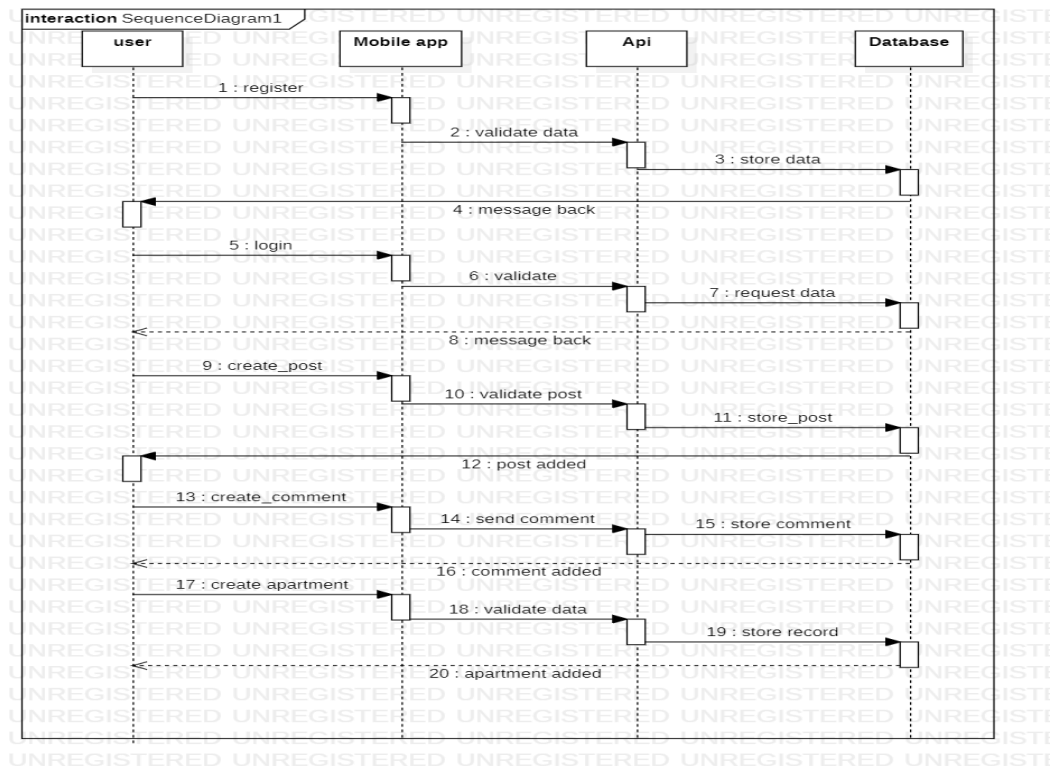 interaction SequenceDiagram1
user
Mobile app
Api
Database
1 : register
2 : validate data
3 : store data
4 : message back
5 : login
6 : validate
7 : request data
8 : message back
9 : create_post
10 : validate post
11 : store_post
12 : post added
13 : create_comment
14 : send comment
15 : store comment
16 : comment added
17 : create apartment
18 : validate data
19 : store record
20 : apartment added
UNREGISTERED